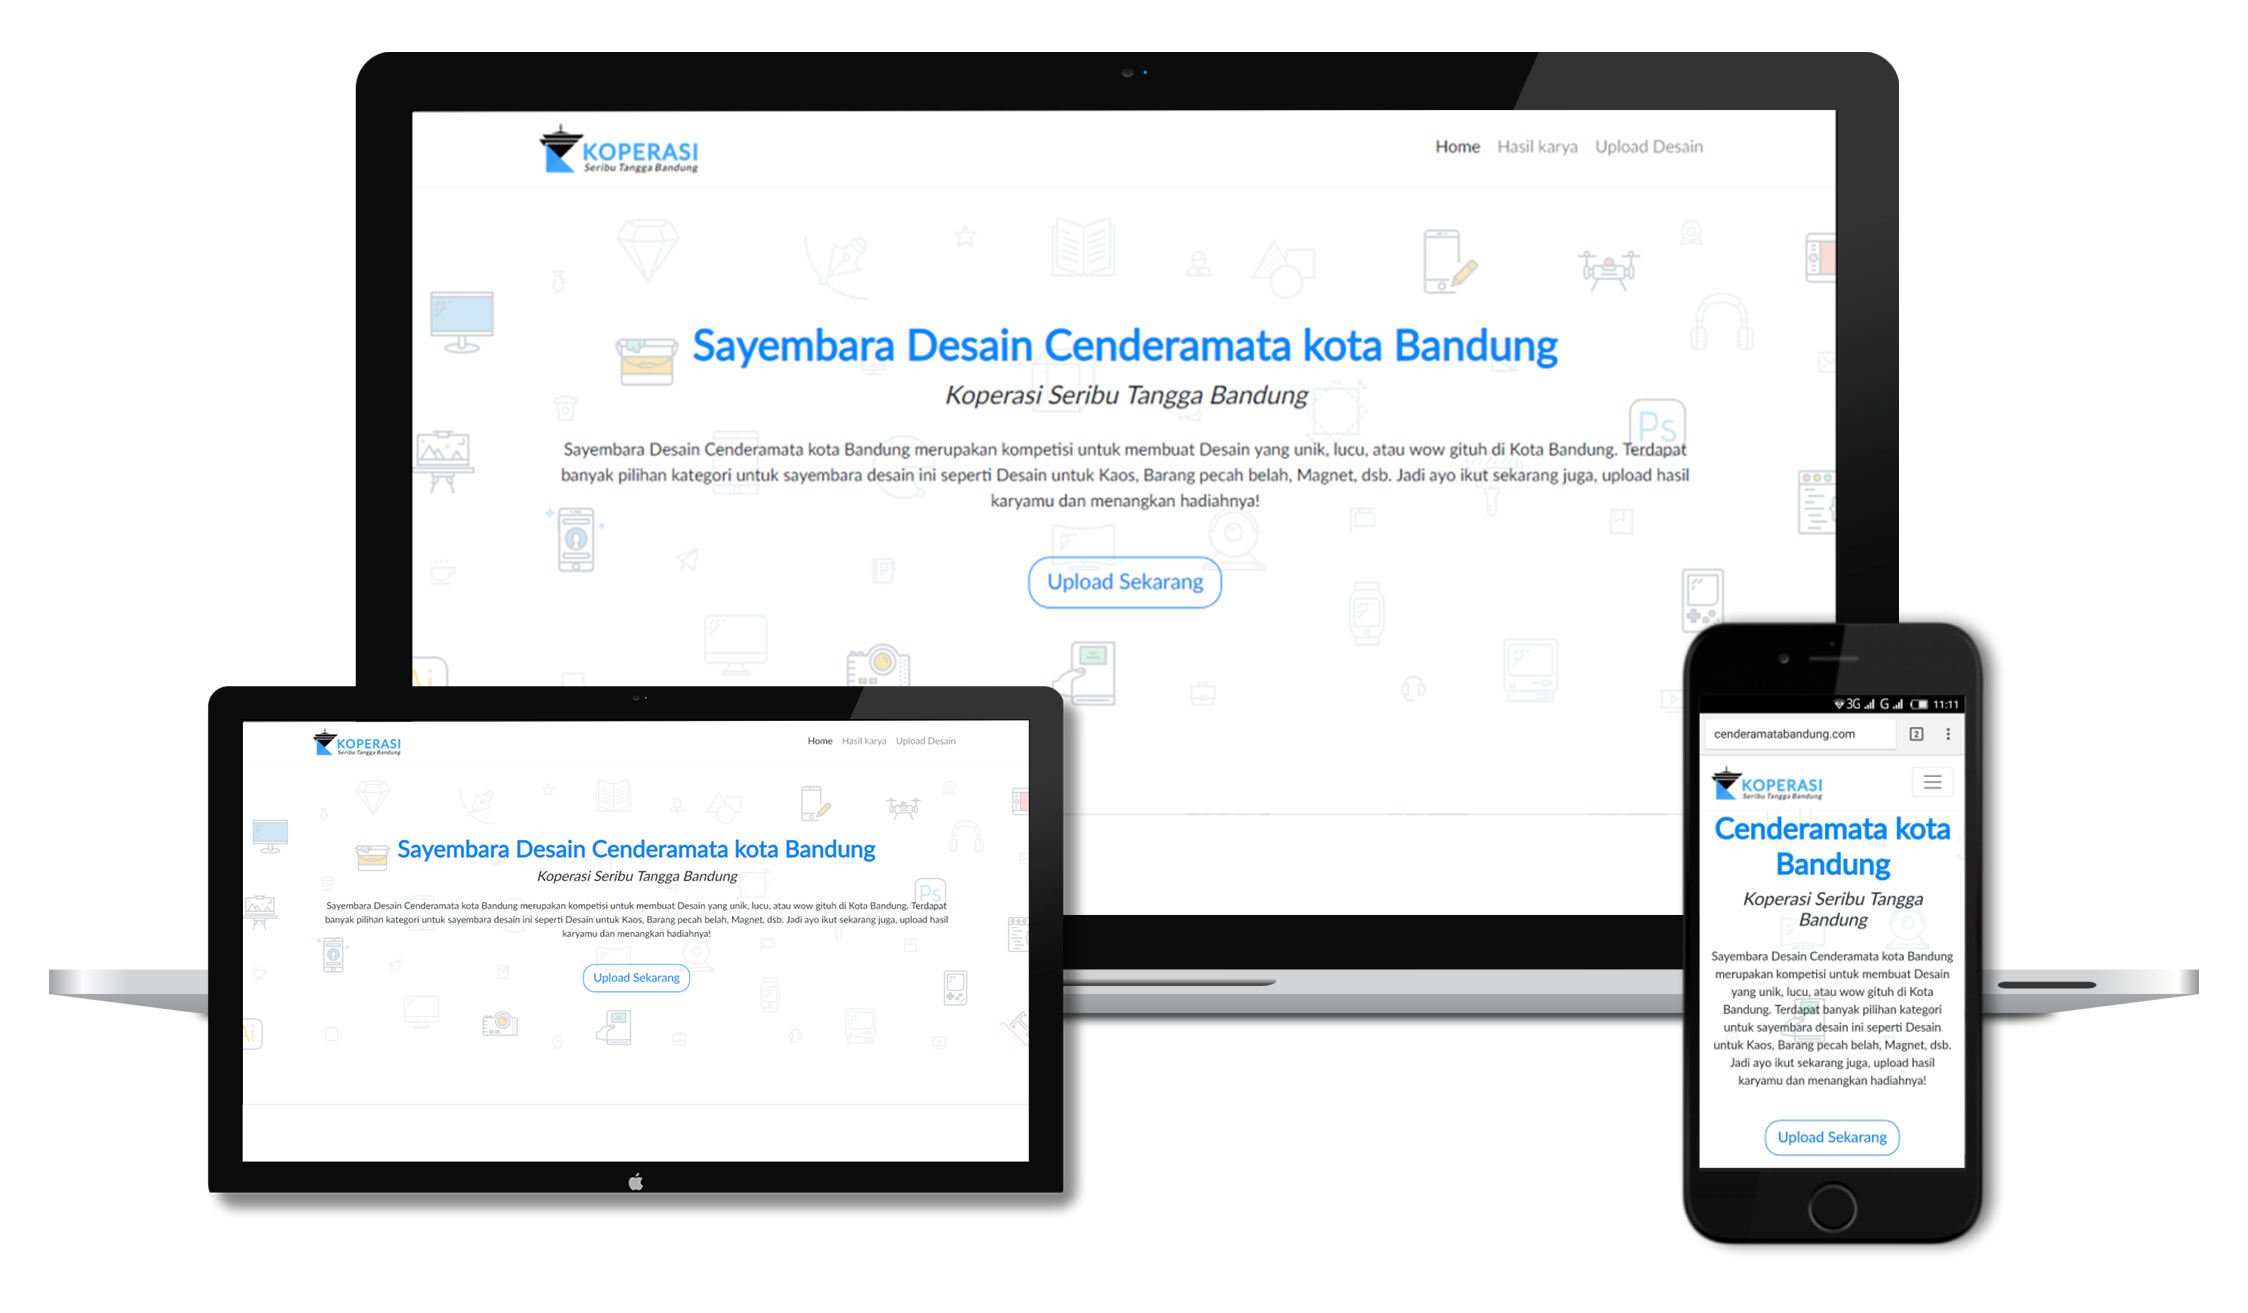 KOPERASI
Seribu Tangga Bandung
Home Hasil karya Upload Desain
Sayembara Desain Cenderamata kota Bandung
Koperasi Seribu Tangga Bandung
Ps
Sayembara Desain Cenderamata kota Bandung merupakan kompetisi untuk membuat Desain yang unik, lucu, atau wow gituh di Kota Bandung. Terdapat
banyak pilihan kategori untuk sayembara desain ini seperti Desain untuk Kaos, Barang pecah belah, Magnet, dsb. Jadi ayo ikut sekarang juga, upload hasil
karyamu dan menangkan hadiahnya!
Upload Sekarang
Ai
KOPERASI
Seribu Tangga Bandung
Home Hasil karya Upload Desain
Sayembara Desain Cenderamata kota Bandung
Koperasi Seribu Tangga Bandung
Ps
Sayembara Desain Cenderamata kota Bandung merupakan kompetisi untuk membuat Desain yang unik, lucu, atau wow gituh di Kota Bandung. Terdapat
banyak pilihan kategori untuk sayembara desain ini seperti Desain untuk Kaos, Barang pecah belah, Magnet, dsb. Jadi ayo ikut sekarang juga, upload hasil
karyamu dan menangkan hadiahnya!
Upload Sekarang
Ai
3G G 11:11
cenderamatabandung.com 2
KOPERASI
Seribu Tangga Bandung
Cenderamata kota
Bandung
Koperasi Seribu Tangga
Bandung
Sayembara Desain Cenderamata kota Bandung
merupakan kompetisi untuk membuat Desain
yang unik, lucu, atau wow gituh di Kota
Bandung. Terdapat banyak pilihan kategori
untuk sayembara desain ini seperti Desain
untuk Kaos, Barang pecah belah, Magnet, dsb.
Jadi ayo ikut sekarang juga, upload hasil
karyamu dan menangkan hadiahnya!
Upload Sekarang